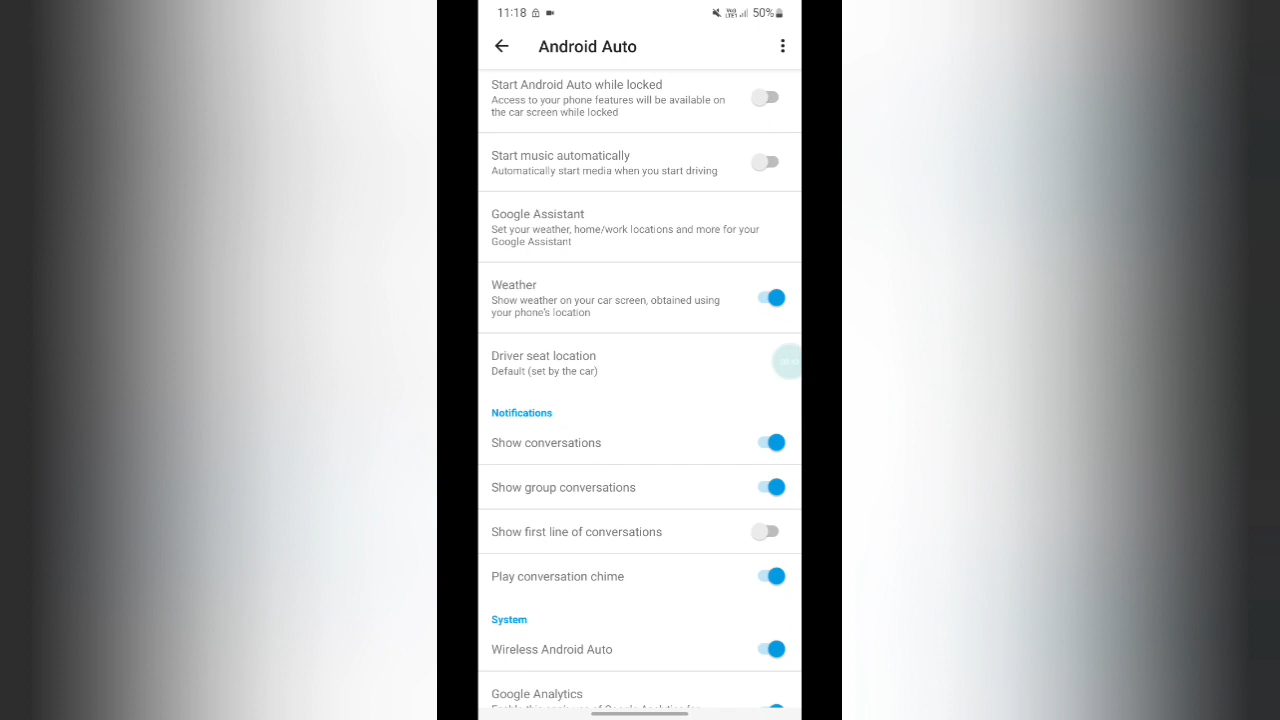 11:18
50%
Android Auto
Start Android Auto while locked
Access to your phone features will be available on
the car screen while locked
Start music automatically
Automatically start media when you start driving
Google Assistant
Set your weather, home/work locations and more for your
Google Assistant
Weather
Show weather on your car screen, obtained using
your phone's location
Driver seat location
Default (set by the car)
Notifications
Show conversations
Show group conversations
Show first line of conversations
Play conversation chime
System
Wireless Android Auto
Google Analytics